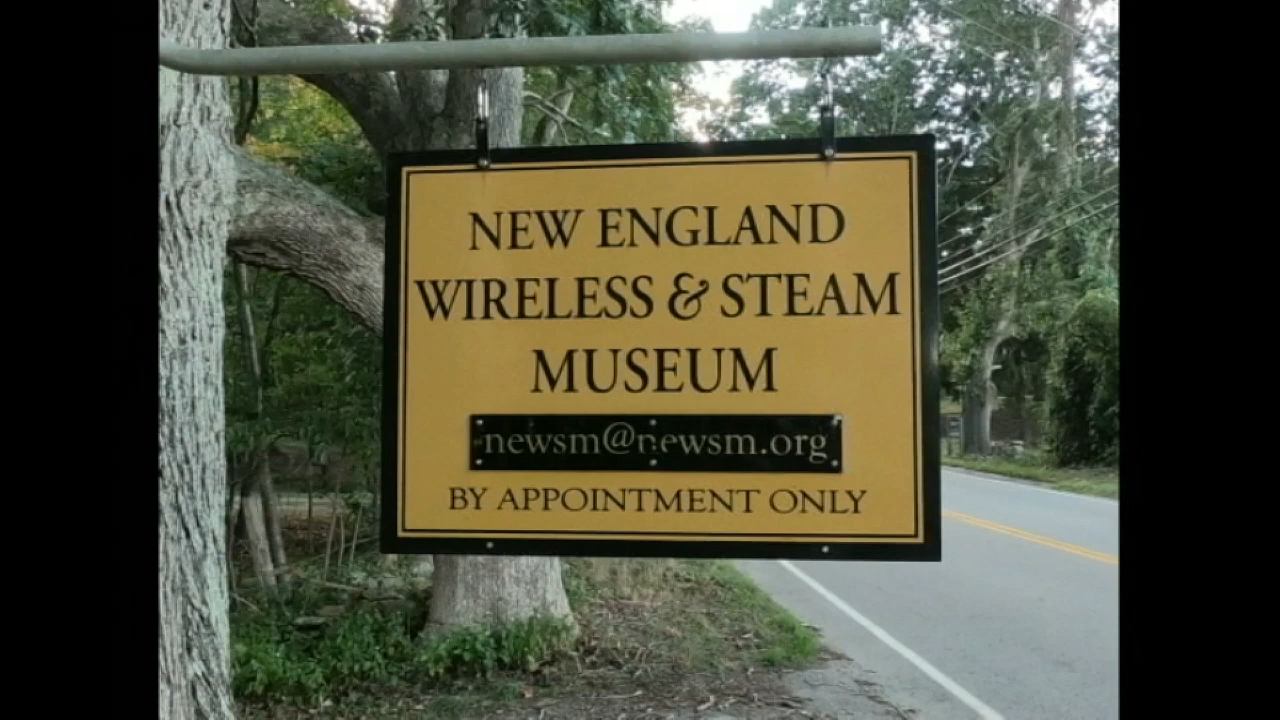 NEW ENGLAND
WIRELESS & STEAM
MUSEUM
newsm@newsm.org
BY APPOINTMENT ONLY